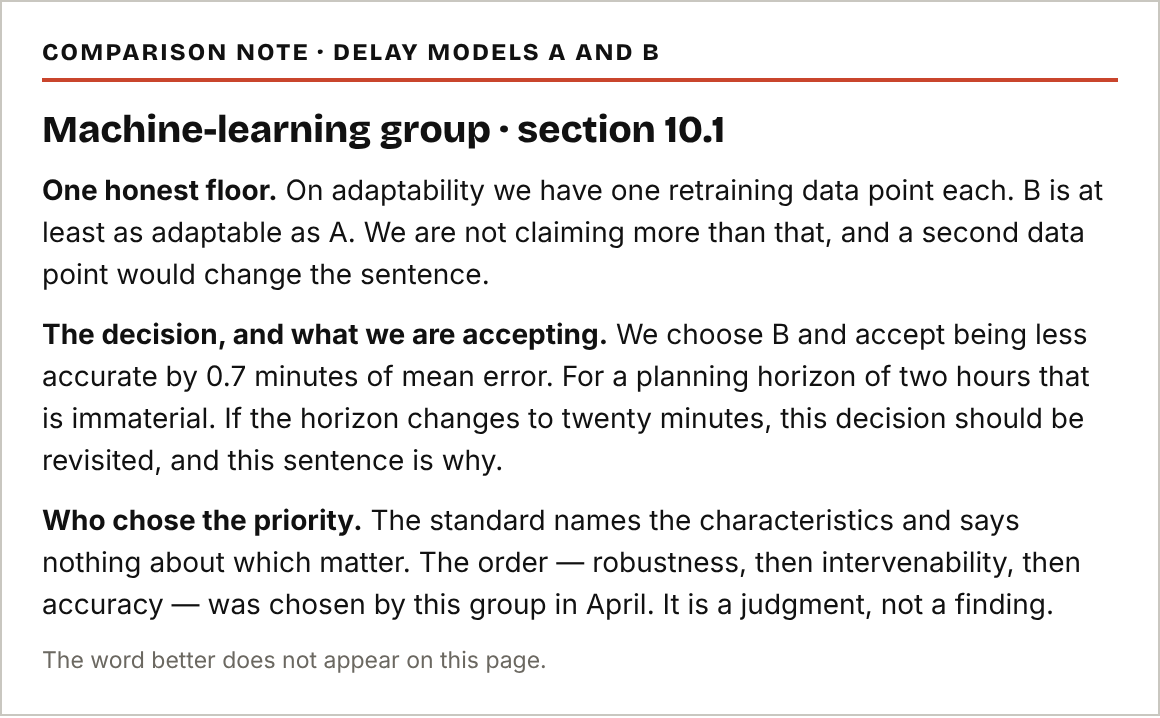 COMPARISON NOTE · DELAY MODELS A AND B
Machine-learning group · section 10.1
One honest floor. On adaptability we have one retraining data point each. B is at
least as adaptable as A. We are not claiming more than that, and a second data
point would change the sentence.
The decision, and what we are accepting. We choose B and accept being less
accurate by 0.7 minutes of mean error. For a planning horizon of two hours that
is immaterial. If the horizon changes to twenty minutes, this decision should be
revisited, and this sentence is why.
Who chose the priority. The standard names the characteristics and says
nothing about which matter. The order — robustness, then intervenability, then
accuracy — was chosen by this group in April. It is a judgment, not a finding.
The word better does not appear on this page.